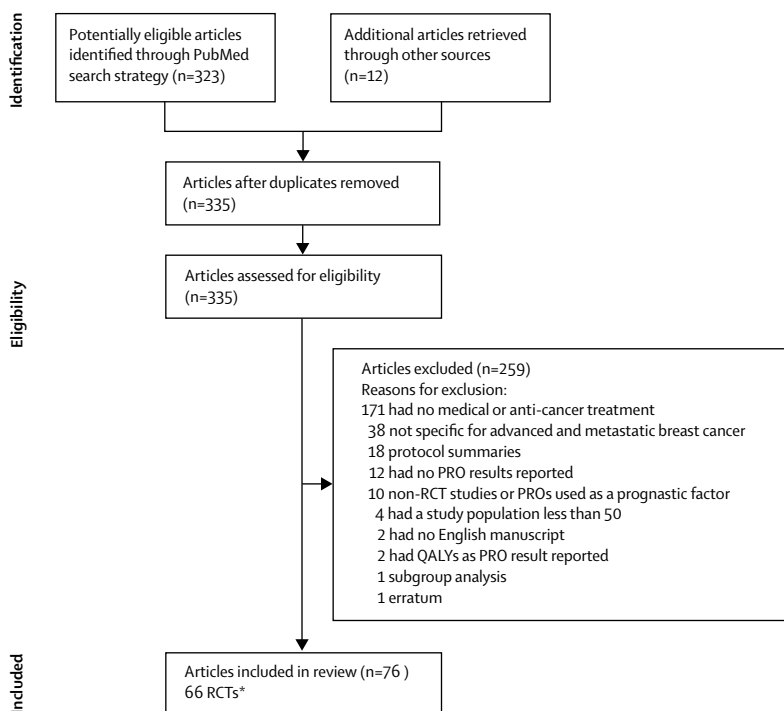 Identification
Potentially eligible articles
identified through PubMed
search strategy (n=323)
Additional articles retrieved
through other sources
(n=12)
Articles after duplicates removed
(n=335)
Eligibility
Articles assessed for eligibility
(n=335)
Articles excluded (n=259)
Reasons for exclusion:
171 had no medical or anti-cancer treatment
38 not specific for advanced and metastatic breast cancer
18 protocol summaries
12 had no PRO results reported
10 non-RCT studies or PROs used as a prognostic factor
4 had a study population less than 50
2 had no English manuscript
2 had QALYs as PRO result reported
1 subgroup analysis
1 erratum
Included
Articles included in review (n=76 )
66 RCTs*